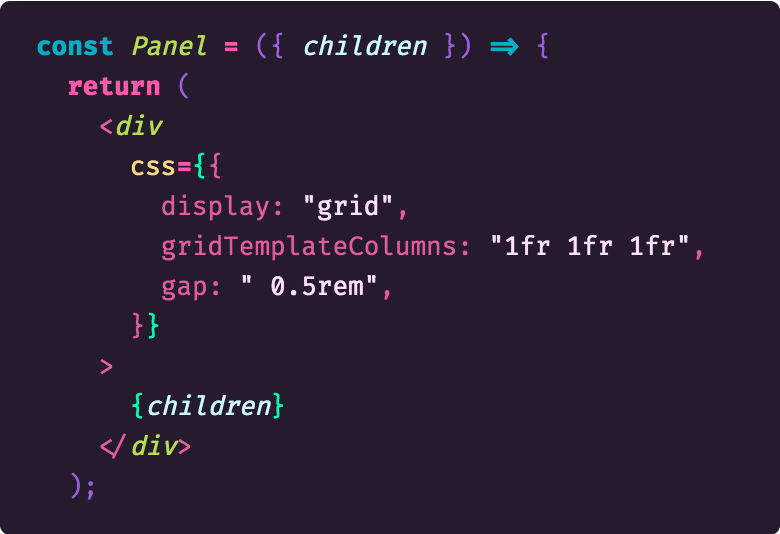 const Panel = ({ children }) => {
  return (
    <div
      css={{
        display: "grid",
        gridTemplateColumns: "1fr 1fr 1fr",
        gap: " 0.5rem",
      }}
    >
      {children}
    </div>
  );